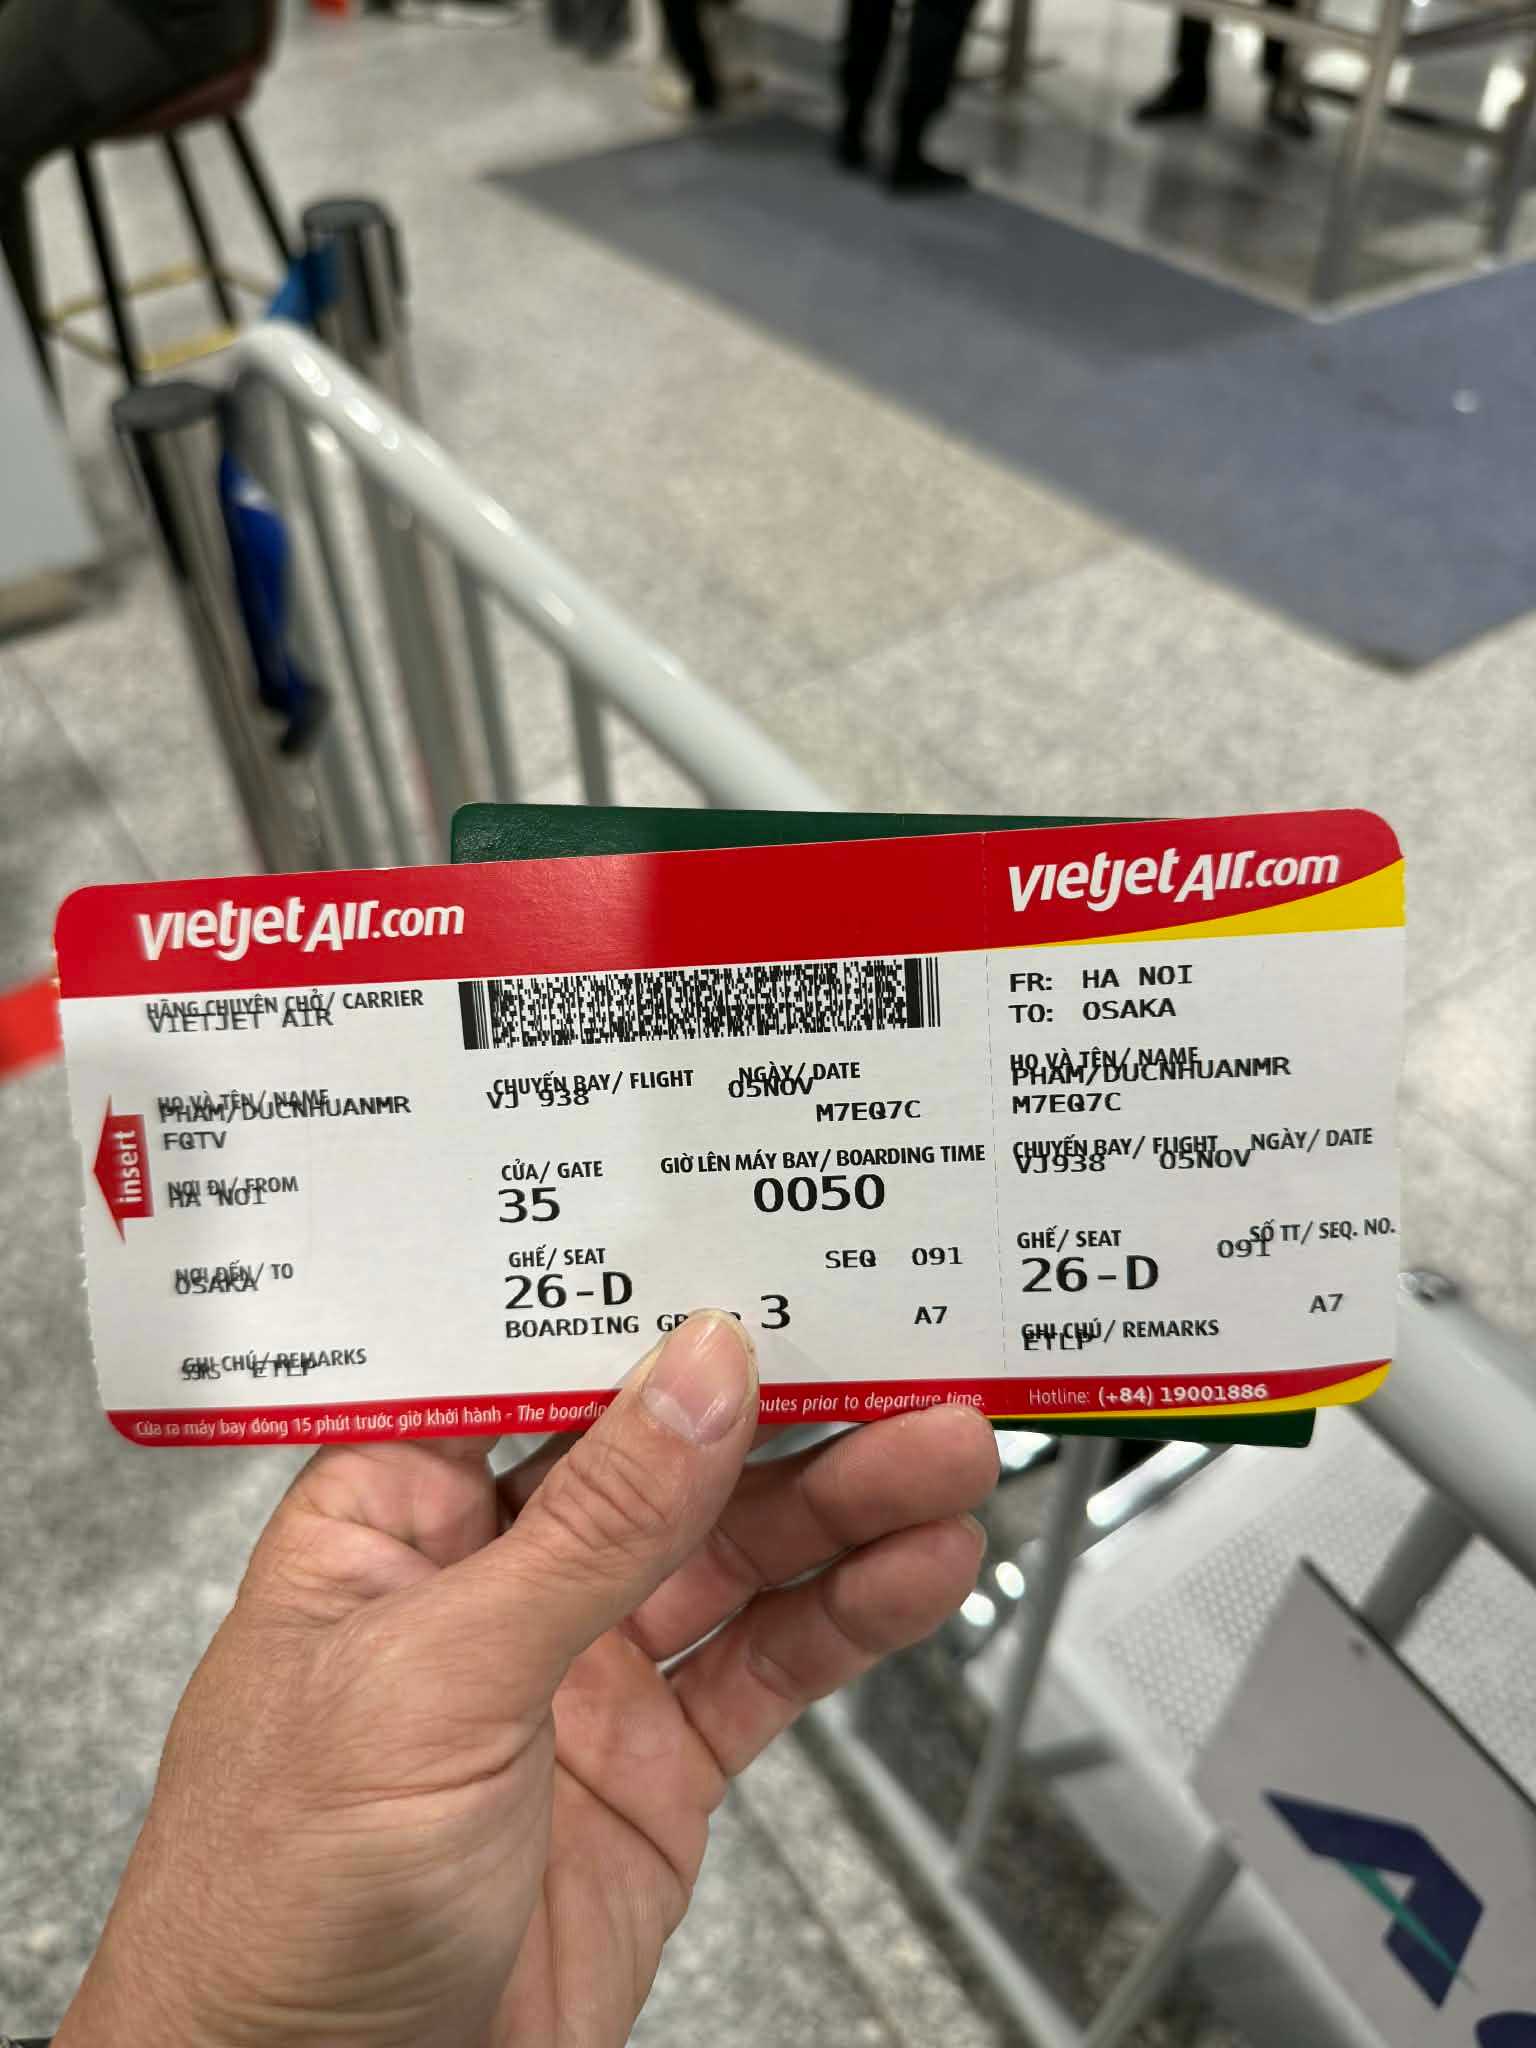 vietjetAir.com
vietjetAir.com
HÃNG CHUYÊN CHỞ/ CARRIER
VIETJET AIR
HỌ VÀ TÊN/ NAME
PHAM/DUCNHUANMR
FQTV
insert
NƠI ĐI/ FROM
HA NOI
NƠI ĐẾN/ TO
OSAKA
GHI CHÚ/ REMARKS
ETLP
CHUYẾN BAY/ FLIGHT NGÀY/ DATE
VJ 938 05NOV
M7EQ7C
CỬA/ GATE GIỜ LÊN MÁY BAY/ BOARDING TIME
35 0050
GHẾ/ SEAT SEQ 091
26-D
BOARDING 3 A7
Cửa ra máy bay đóng 15 phút trước giờ khởi hành - The prior to departure time.
FR: HA NOI
TO: OSAKA
HỌ VÀ TÊN/ NAME
PHAM/DUCNHUANMR
M7EQ7C
CHUYẾN BAY/ FLIGHT NGÀY/ DATE
VJ938 05NOV
GHẾ/ SEAT SỐ TT/ SEQ. NO.
26-D 091
A7
GHI CHÚ/ REMARKS
ETLP
Hotline: (+84) 19001886